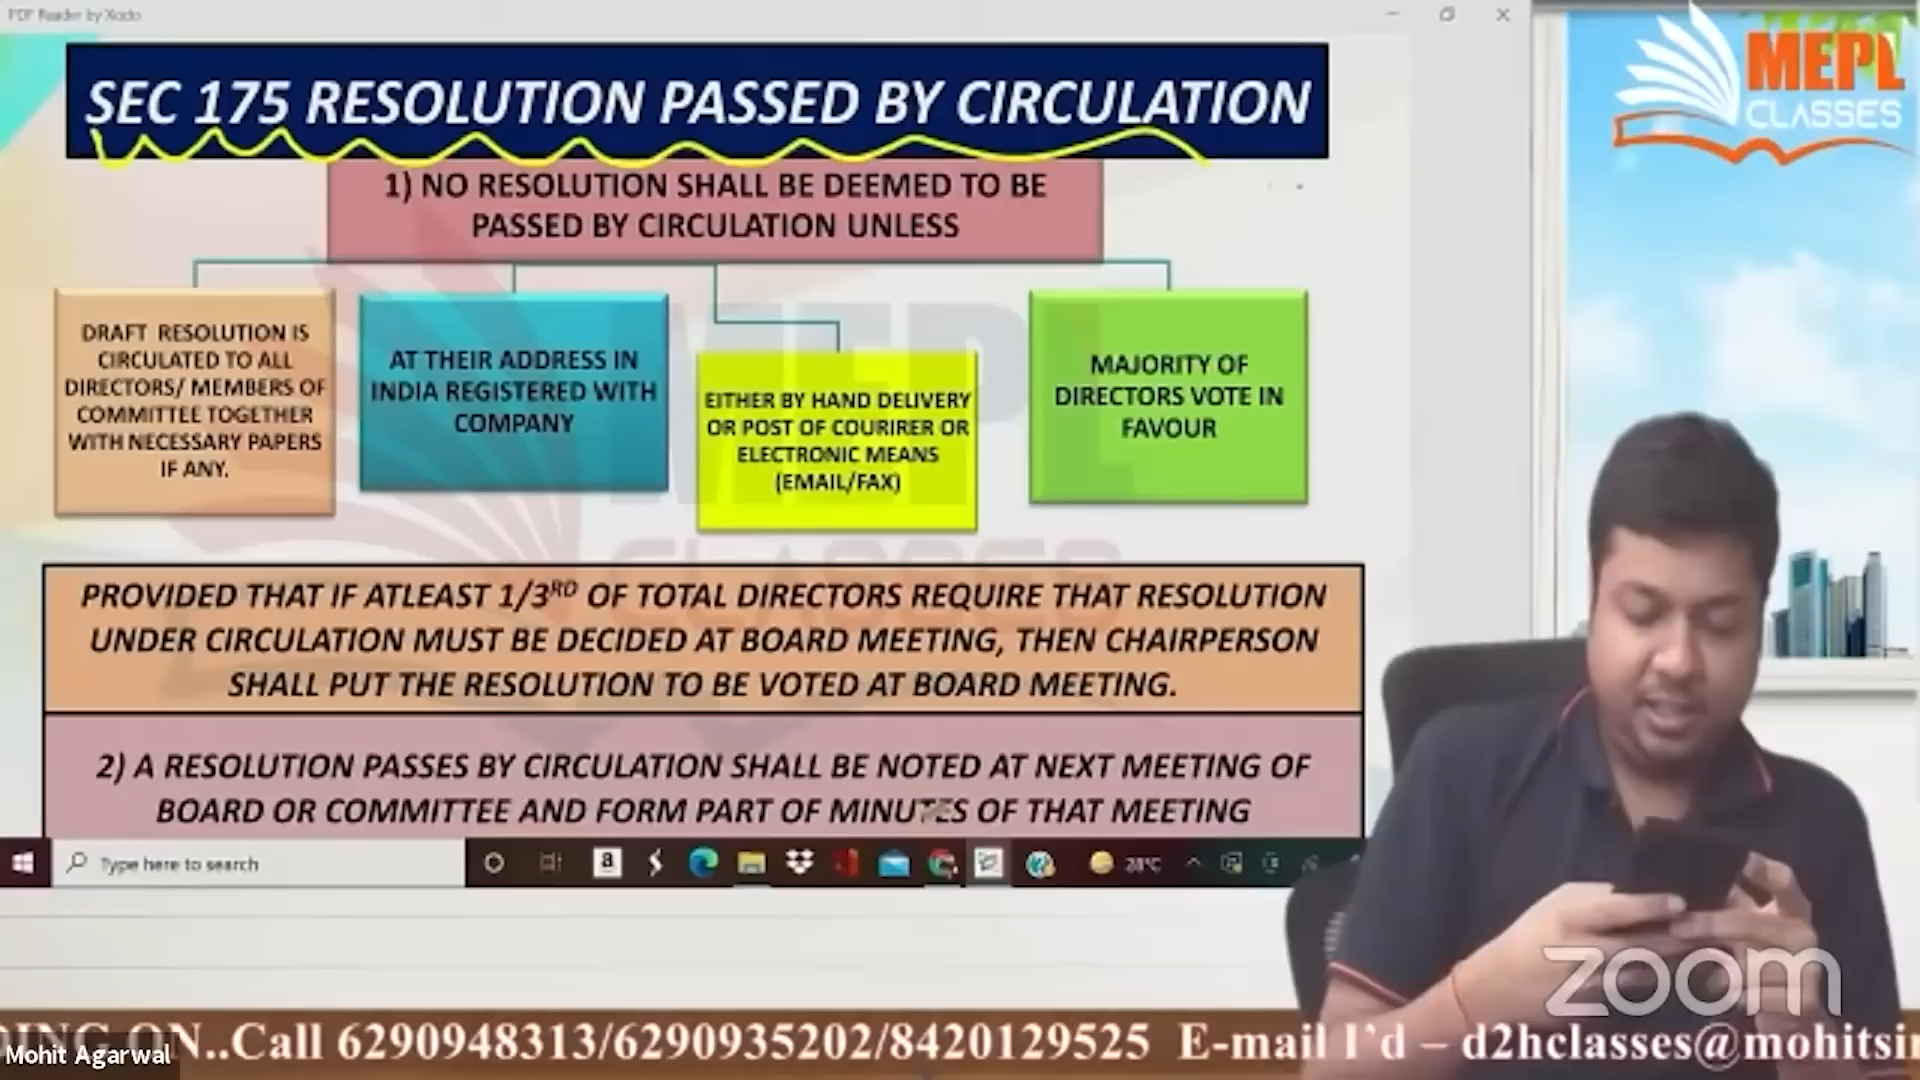 PDF Reader by Xodo
SEC 175 RESOLUTION PASSED BY CIRCULATION
1) NO RESOLUTION SHALL BE DEEMED TO BE
PASSED BY CIRCULATION UNLESS
DRAFT RESOLUTION IS
CIRCULATED TO ALL
DIRECTORS/ MEMBERS OF
COMMITTEE TOGETHER
WITH NECESSARY PAPERS
IF ANY.
AT THEIR ADDRESS IN
INDIA REGISTERED WITH
COMPANY
EITHER BY HAND DELIVERY
OR POST OF COURIRER OR
ELECTRONIC MEANS
(EMAIL/FAX)
MAJORITY OF
DIRECTORS VOTE IN
FAVOUR
PROVIDED THAT IF ATLEAST 1/3RD OF TOTAL DIRECTORS REQUIRE THAT RESOLUTION
UNDER CIRCULATION MUST BE DECIDED AT BOARD MEETING, THEN CHAIRPERSON
SHALL PUT THE RESOLUTION TO BE VOTED AT BOARD MEETING.
2) A RESOLUTION PASSES BY CIRCULATION SHALL BE NOTED AT NEXT MEETING OF
BOARD OR COMMITTEE AND FORM PART OF MINUTES OF THAT MEETING
MEPL
CLASSES
MEPL
CLASSES
Type here to search
a
28°C
zoom
DING ON..Call 6290948313/6290935202/8420129525 E-mail I'd – d2hclasses@mohitsi
Mohit Agarwal